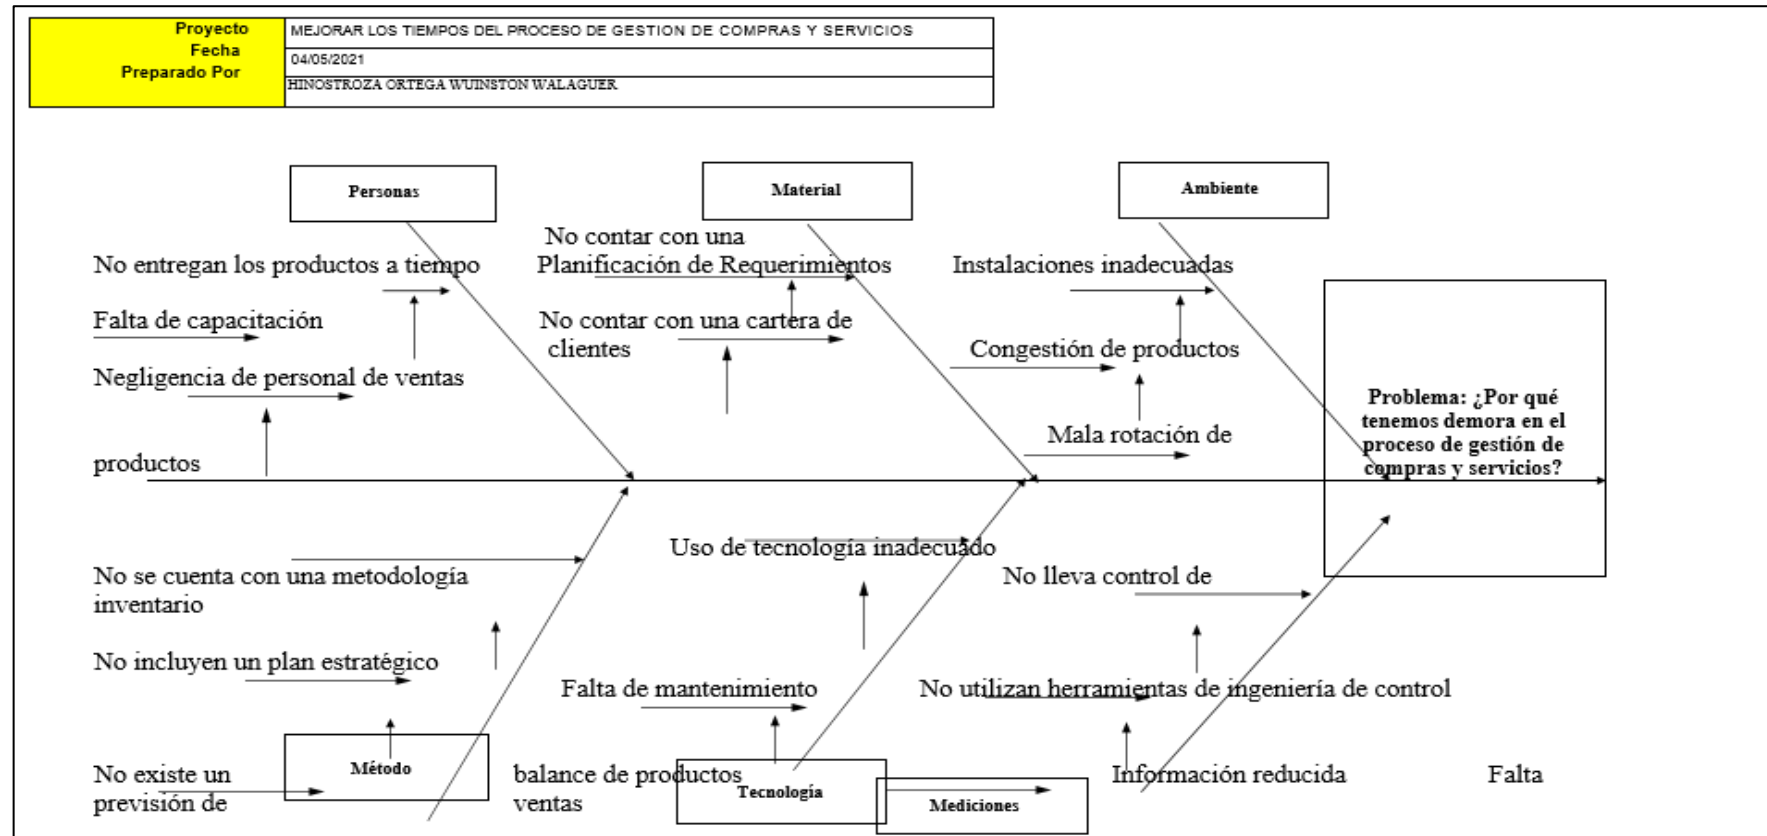 Proyecto
MEJORAR LOS TIEMPOS DEL PROCESO DE GESTION DE COMPRAS Y SERVICIOS
Fecha
04/05/2021
Preparado Por
HINOSTROZA ORTEGA WUINSTON WALAGUER
Personas
Material
Ambiente
No contar con una
No entregan los productos a tiempo
Planificación de Requerimientos
Instalaciones inadecuadas
Falta de capacitación
No contar con una cartera de
clientes
Congestión de productos
Negligencia de personal de ventas
Problema: ¿Por qué
tenemos demora en el
proceso de gestión de
compras y servicios?
Mala rotación de
productos
Uso de tecnología inadecuado
No se cuenta con una metodología
No lleva control de
inventario
No incluyen un plan estratégico
Falta de mantenimiento
No utilizan herramientas de ingeniería de control
Método
No existe un
balance de productos
Información reducida
Falta
previsión de
ventas
Tecnología
Mediciones